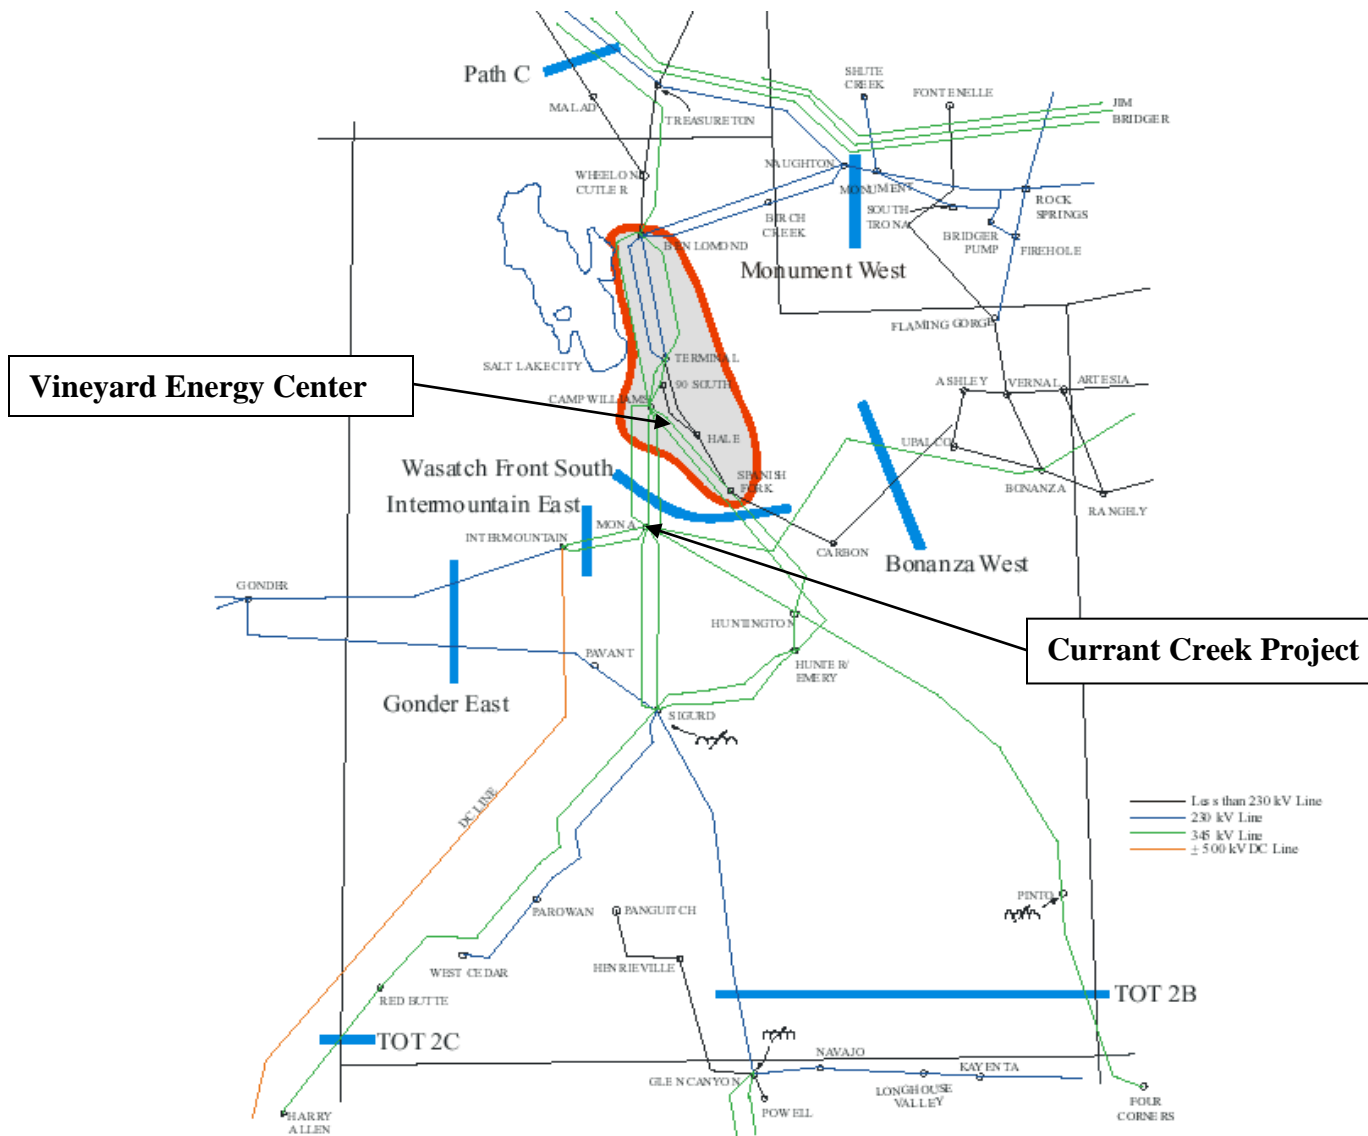 Path C
SHUTE
CREEK
FONTENELLE
MALAD
TREASURETON
JIM
BRIDGER
NAUGHTON
WHEELON
CUTLER
MONUMENT
ROCK
SPRINGS
BIRCH
CREEK
SOUTH
TRONA
BRIDGER
PUMP
FIREHOLE
BEN LOMOND
Monument West
FLAMING GORGE
SALT LAKE CITY
TERMINAL
Vineyard Energy Center
90 SOUTH
ASHLEY
VERNAL
ARTESIA
CAMP WILLIAMS
HALE
UPALCO
Wasatch Front South
SPANISH
FORK
BONANZA
RANGELY
Intermountain East
MONA
INTERMOUNTAIN
CARBON
Bonanza West
GONDER
HUNTINGTON
Currant Creek Project
PAVANT
HUNTER/
EMERY
Gonder East
SIGURD
DC LINE
Less than 230 kV Line
230 kV Line
345 kV Line
± 500 kV DC Line
PINTO
PAROWAN
PANGUITCH
WEST CEDAR
HENRIEVILLE
RED BUTTE
TOT 2B
TOT 2C
NAVAJO
KAYENTA
GLEN CANYON
LONGHOUSE
VALLEY
POWELL
HARRY
ALLEN
FOUR
CORNERS